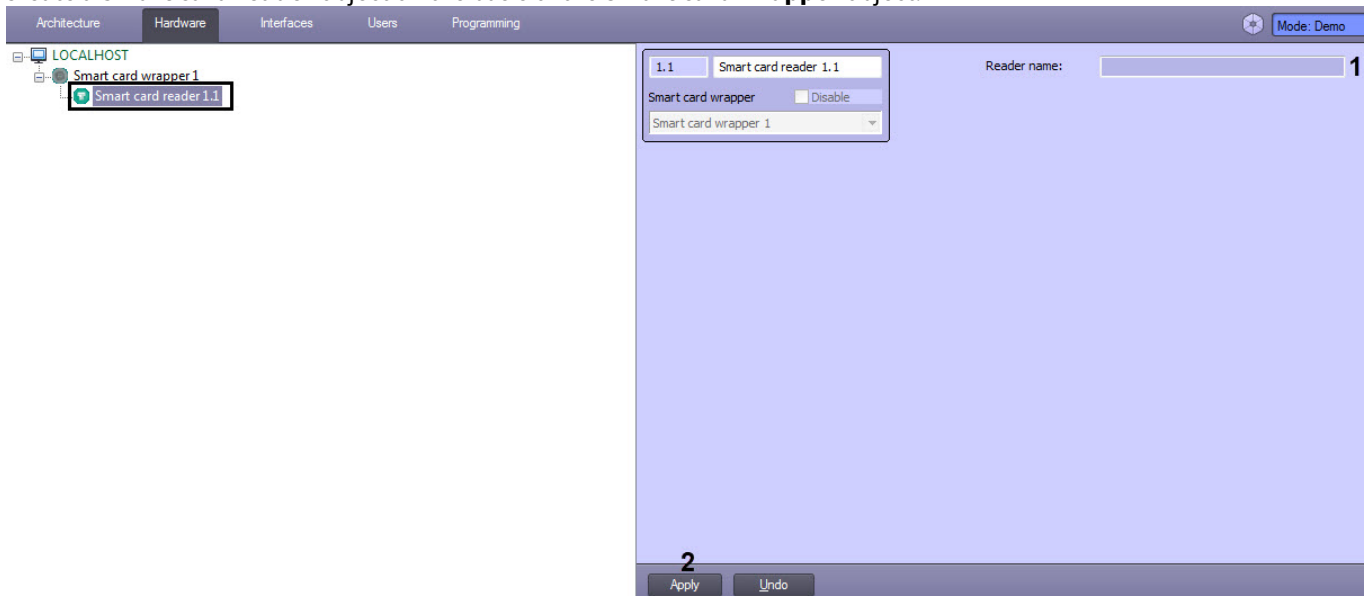 Architecture Hardware Interfaces Users Programming Mode: Demo
LOCALHOST
Smart card wrapper 1
Smart card reader 1.1
1.1 Smart card reader 1.1
Smart card wrapper Disable
Smart card wrapper 1
Reader name: 1
2
Apply Undo